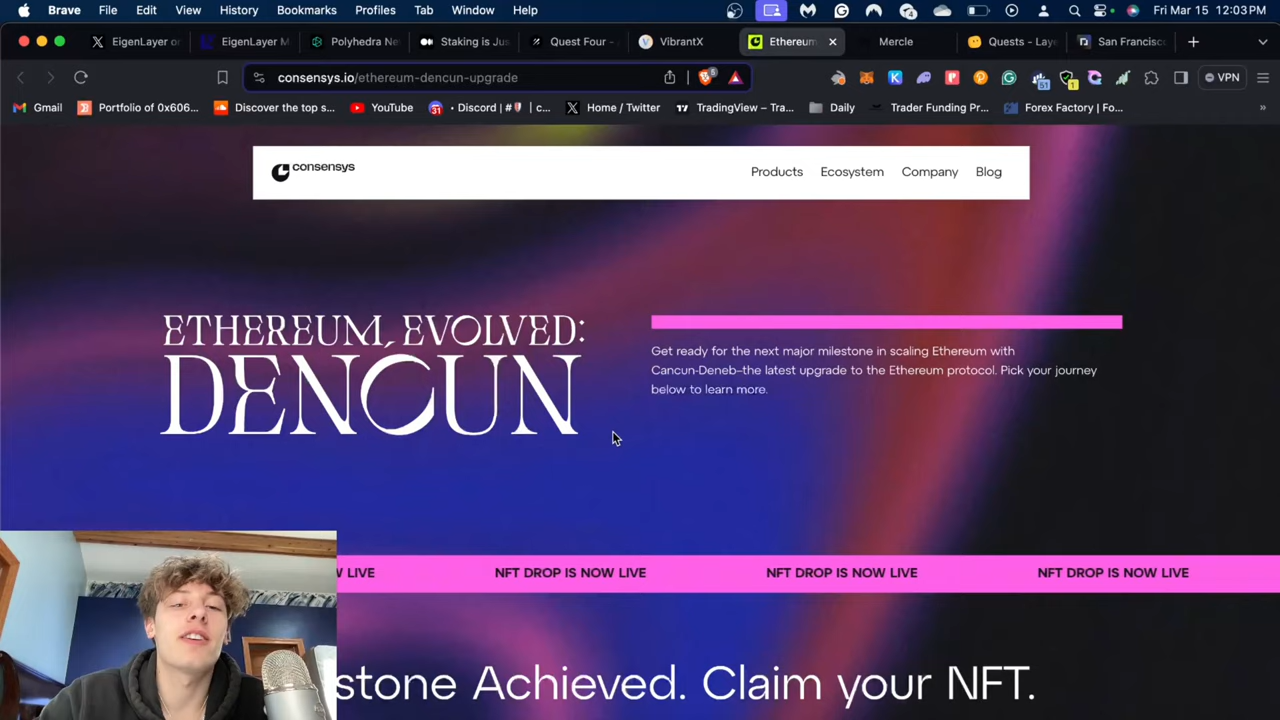 Brave File Edit View History Bookmarks Profiles Tab Window Help Fri Mar 15 12:03 PM
EigenLayer or EigenLayer M Polyhedra Ne Staking is Jus Quest Four - VibrantX Ethereum Mercle Quests - Laye San Francisco
consensys.io/ethereum-dencun-upgrade 8 VPN
Gmail Portfolio of 0x606... Discover the top s... YouTube • Discord | # | c... Home / Twitter TradingView – Tra... Daily Trader Funding Pr... Forex Factory | Fo... »
consensys Products Ecosystem Company Blog
ETHEREUM, EVOLVED:
DENCUN
Get ready for the next major milestone in scaling Ethereum with
Cancun-Deneb–the latest upgrade to the Ethereum protocol. Pick your journey
below to learn more.
V LIVE NFT DROP IS NOW LIVE NFT DROP IS NOW LIVE NFT DROP IS NOW LIVE
stone Achieved. Claim your NFT.